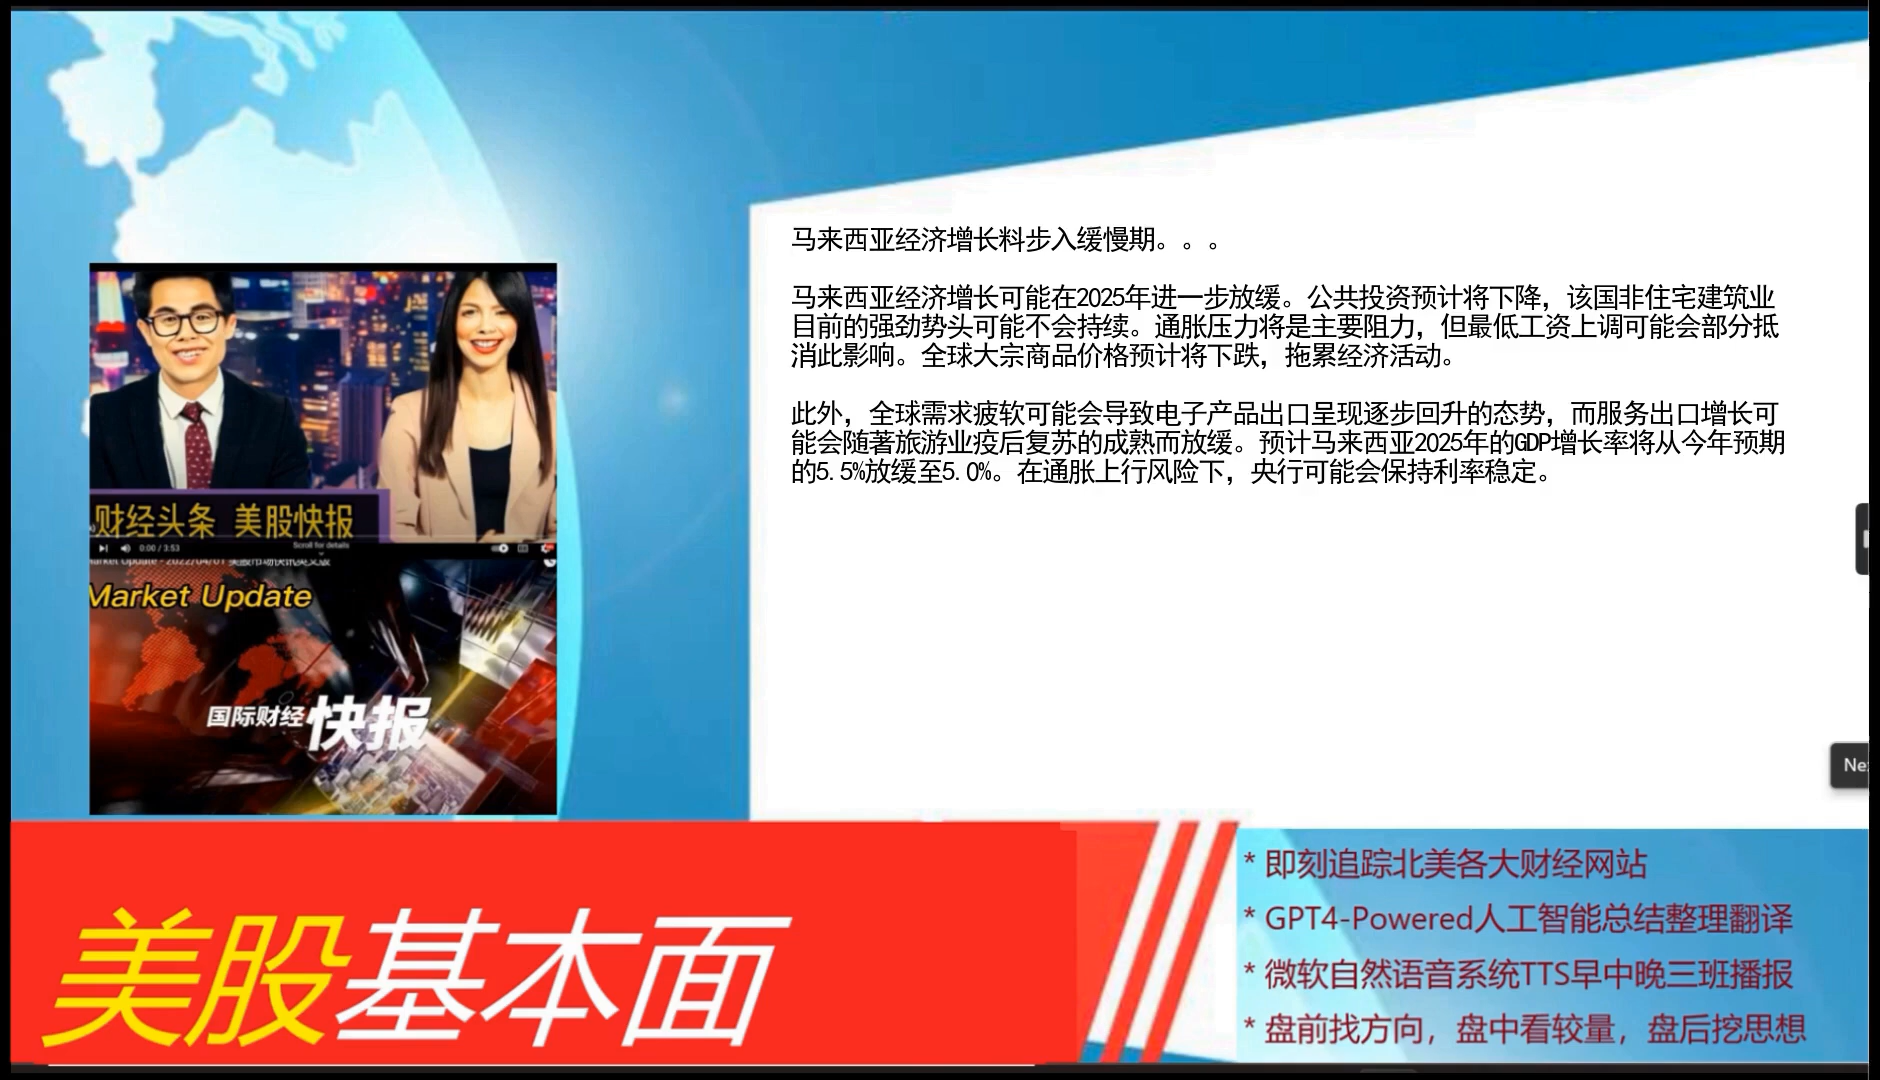 马来西亚经济增长料步入缓慢期。。。
马来西亚经济增长可能在2025年进一步放缓。公共投资预计将下降，该国非住宅建筑业
目前的强劲势头可能不会持续。通胀压力将是主要阻力，但最低工资上调可能会部分抵
消此影响。全球大宗商品价格预计将下跌，拖累经济活动。
此外，全球需求疲软可能会导致电子产品出口呈现逐步回升的态势，而服务出口增长可
能会随著旅游业疫后复苏的成熟而放缓。预计马来西亚2025年的GDP增长率将从今年预期
的5.5%放缓至5.0%。在通胀上行风险下，央行可能会保持利率稳定。
财经头条 美股快报
0:00 / 3:53
Scroll for details
Market Update
国际财经快报
美股基本面
* 即刻追踪北美各大财经网站
* GPT4-Powered人工智能总结整理翻译
* 微软自然语音系统TTS早中晚三班播报
* 盘前找方向，盘中看较量，盘后挖思想